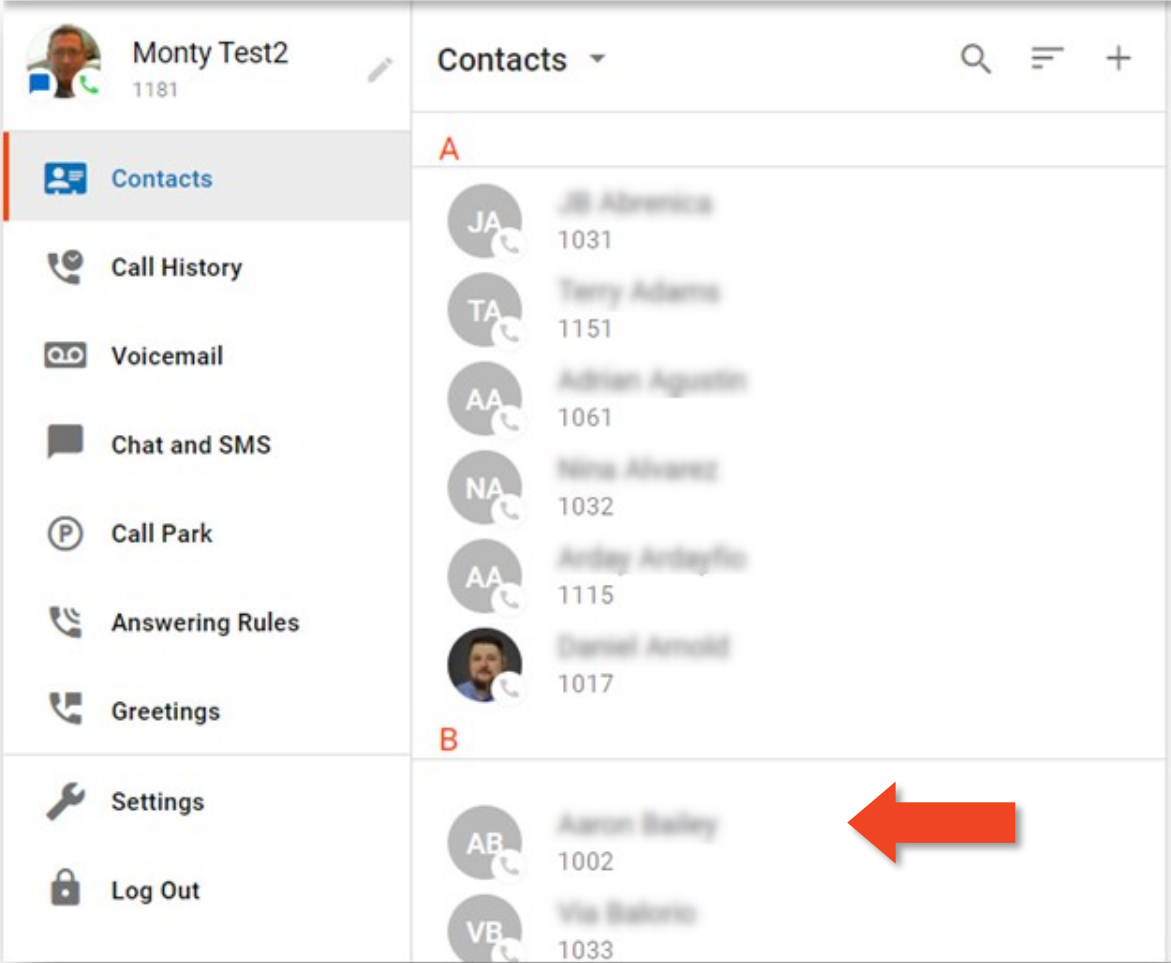 Monty Test2
1181
Contacts
Call History
Voicemail
Chat and SMS
P
Call Park
Answering Rules
Greetings
Settings
Log Out
Contacts
A
JA
1031
TA
1151
AA
1061
NA
1032
AA
1115
1017
B
AB
1002
VB
1033